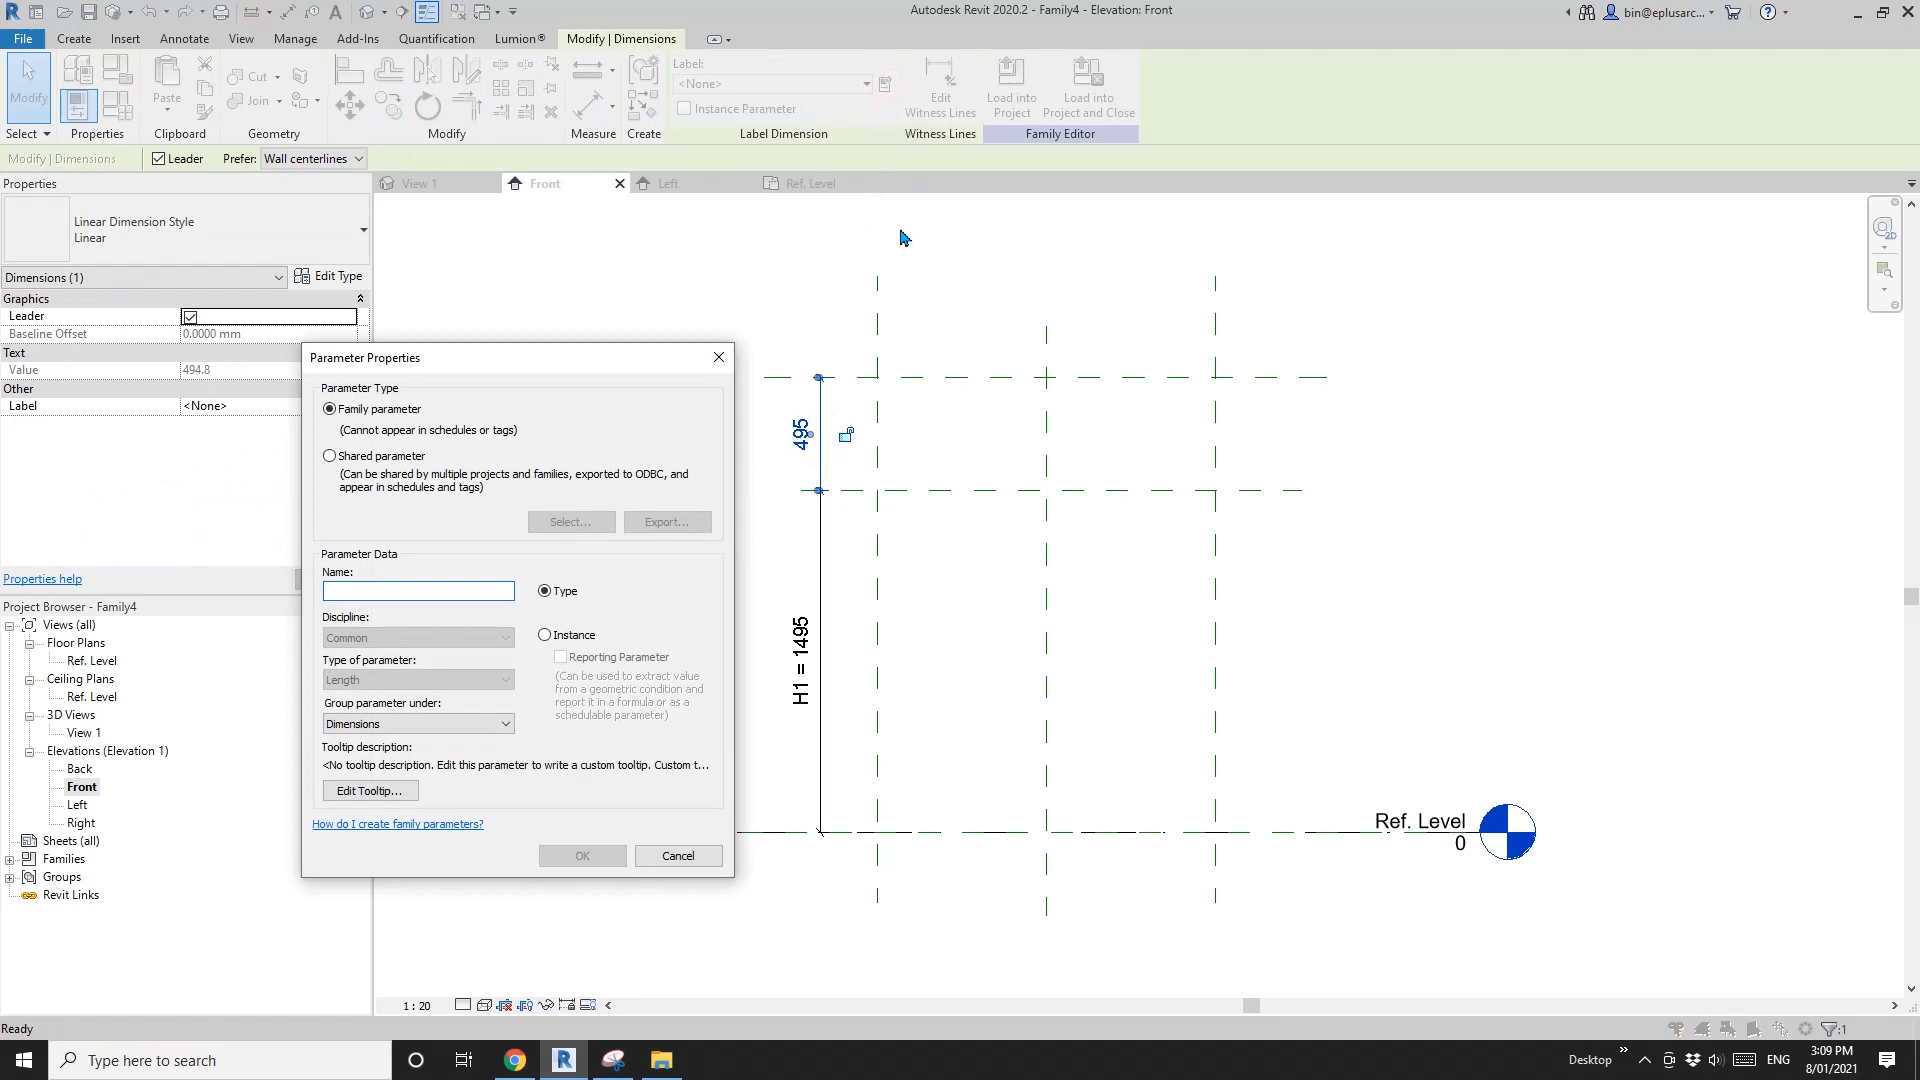 Autodesk Revit 2020.2 - Family4 - Elevation: Front
bin@eplusarc...
File Create Insert Annotate View Manage Add-Ins Quantification Lumion® Modify | Dimensions
Modify
Paste
Cut
Join
Label:
<None>
Instance Parameter
Edit
Witness Lines
Load into
Project
Load into
Project and Close
Select Properties Clipboard Geometry Modify Measure Create Label Dimension Witness Lines Family Editor
Modify | Dimensions Leader Prefer: Wall centerlines
Properties
View 1 Front Left Ref. Level
Linear Dimension Style
Linear
Dimensions (1) Edit Type
Graphics
Leader
Baseline Offset 0.0000 mm
Text
Value 494.8
Other
Label <None>
Properties help
Project Browser - Family4
Views (all)
Floor Plans
Ref. Level
Ceiling Plans
Ref. Level
3D Views
View 1
Elevations (Elevation 1)
Back
Front
Left
Right
Sheets (all)
Families
Groups
Revit Links
Parameter Properties
Parameter Type
Family parameter
(Cannot appear in schedules or tags)
Shared parameter
(Can be shared by multiple projects and families, exported to ODBC, and
appear in schedules and tags)
Select... Export...
Parameter Data
Name:
Type
Discipline:
Common
Instance
Type of parameter:
Reporting Parameter
Length
(Can be used to extract value
from a geometric condition and
report it in a formula or as a
schedulable parameter)
Group parameter under:
Dimensions
Tooltip description:
<No tooltip description. Edit this parameter to write a custom tooltip. Custom t...
Edit Tooltip...
How do I create family parameters?
OK Cancel
495
H1 = 1495
Ref. Level
0
2D
1 : 20
Ready
:1
Type here to search
Desktop
ENG
3:09 PM
8/01/2021